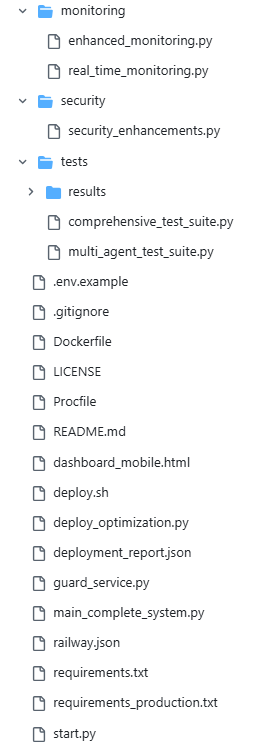 monitoring
enhanced_monitoring.py
real_time_monitoring.py
security
security_enhancements.py
tests
results
comprehensive_test_suite.py
multi_agent_test_suite.py
.env.example
.gitignore
Dockerfile
LICENSE
Procfile
README.md
dashboard_mobile.html
deploy.sh
deploy_optimization.py
deployment_report.json
guard_service.py
main_complete_system.py
railway.json
requirements.txt
requirements_production.txt
start.py